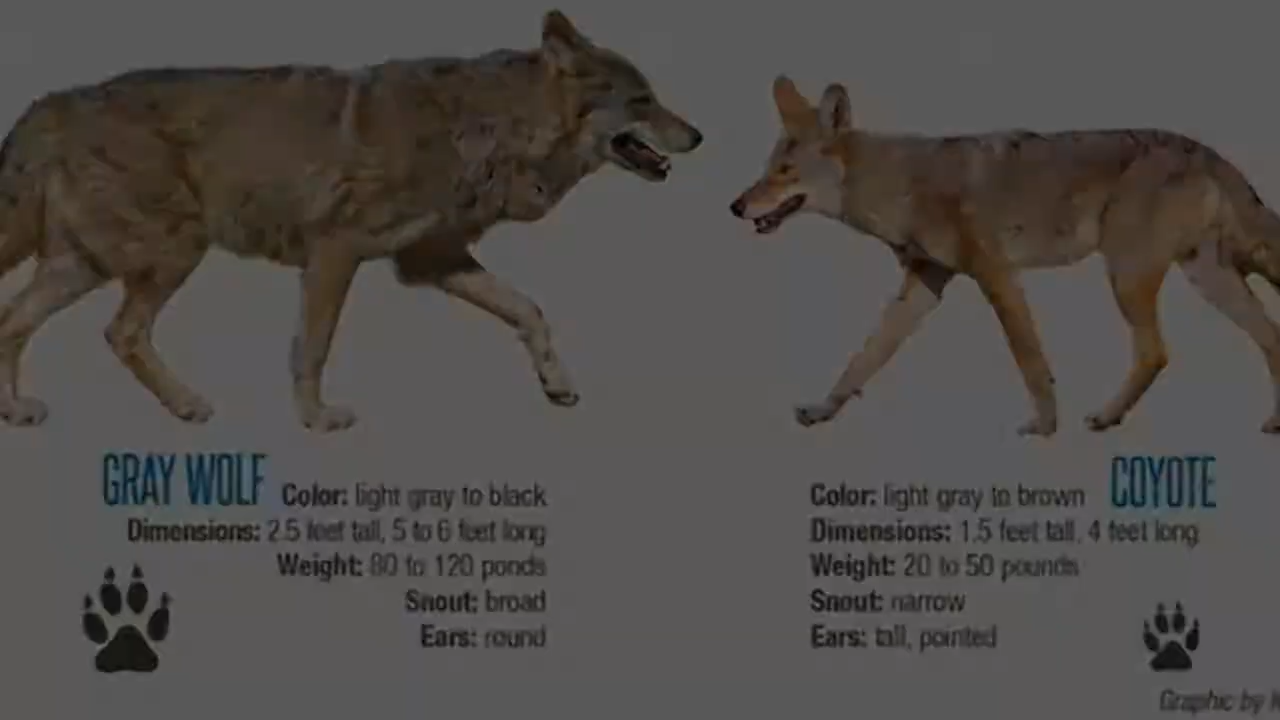 GRAY WOLF Color: light gray to black
Dimensions: 2.5 feet tall, 5 to 6 feet long
Weight: 80 to 120 ponds
Snout: broad
Ears: round
Color: light gray to brown COYOTE
Dimensions: 1.5 feet tall, 4 feet long
Weight: 20 to 50 pounds
Snout: narrow
Ears: tall, pointed
Graphic by